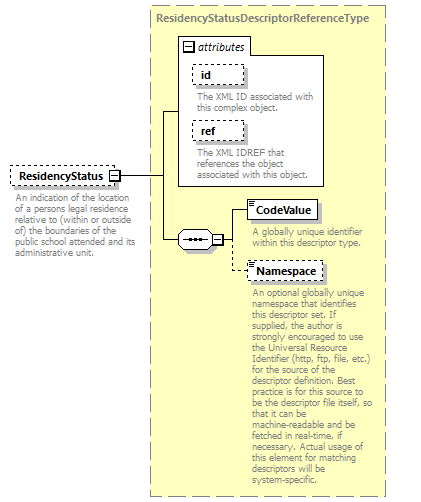 ResidencyStatusDescriptorReferenceType
attributes
id
The XML ID associated with
this complex object.
ref
The XML IDREF that
references the object
associated with this object.
ResidencyStatus
An indication of the location
of a persons legal residence
relative to (within or outside
of) the boundaries of the
public school attended and its
administrative unit.
CodeValue
A globally unique identifier
within this descriptor type.
Namespace
An optional globally unique
namespace that identifies
this descriptor set. If
supplied, the author is
strongly encouraged to use
the Universal Resource
Identifier (http, ftp, file, etc.)
for the source of the
descriptor definition. Best
practice is for this source to
be the descriptor file itself, so
that it can be
machine-readable and be
fetched in real-time, if
necessary. Actual usage of
this element for matching
descriptors will be
system-specific.